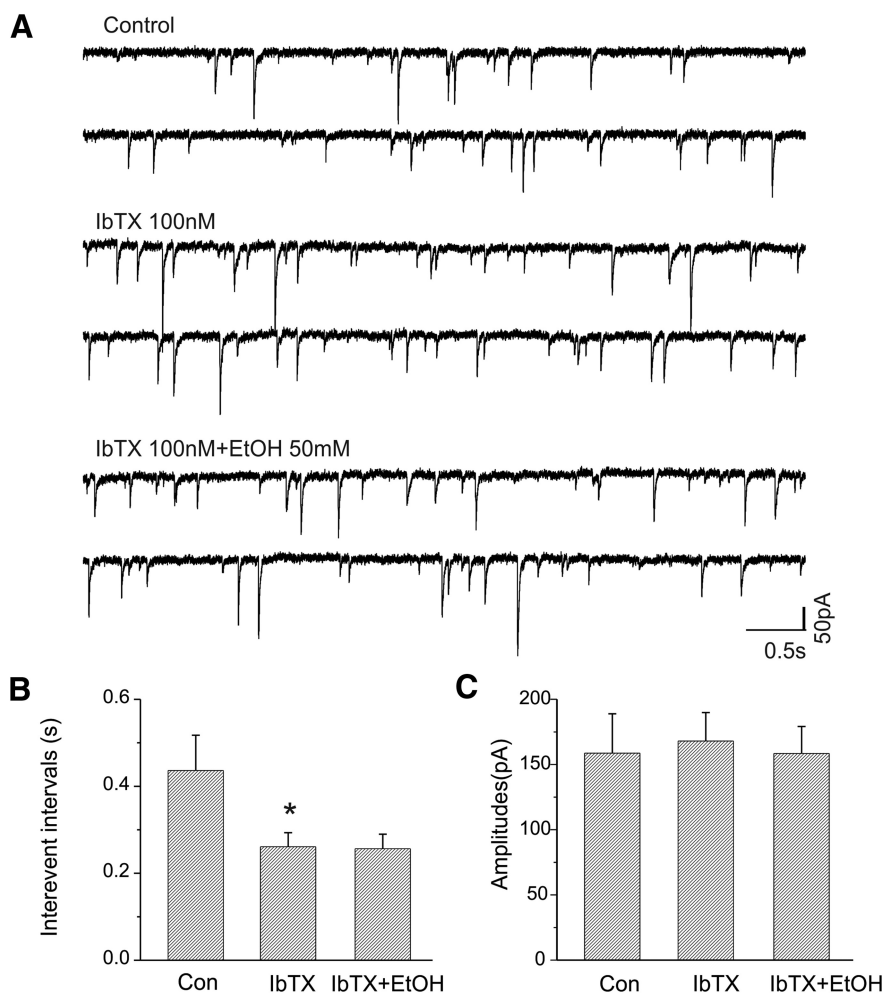 A
Control
IbTX 100nM
IbTX 100nM+EtOH 50mM
50pA
0.5s
B
Interevent intervals (s)
0.6
0.4
0.2
0.0
*
Con IbTX IbTX+EtOH
C
Amplitudes(pA)
200
150
100
50
0
Con IbTX IbTX+EtOH